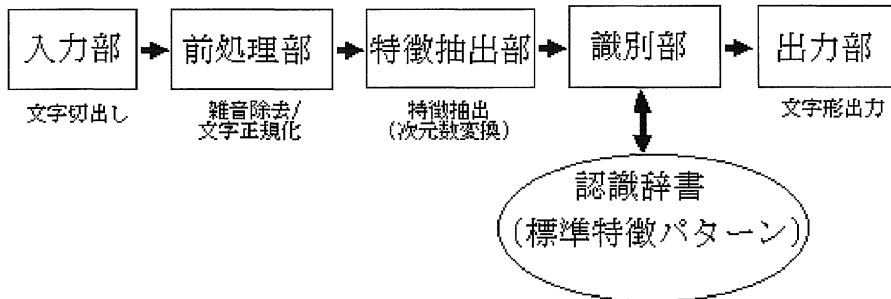 入力部
前処理部
特徴抽出部
識別部
出力部
文字切出し
雑音除去/
文字正規化
特徴抽出
(次元数変換)
文字形出力
認識辞書
(標準特徴パターン)